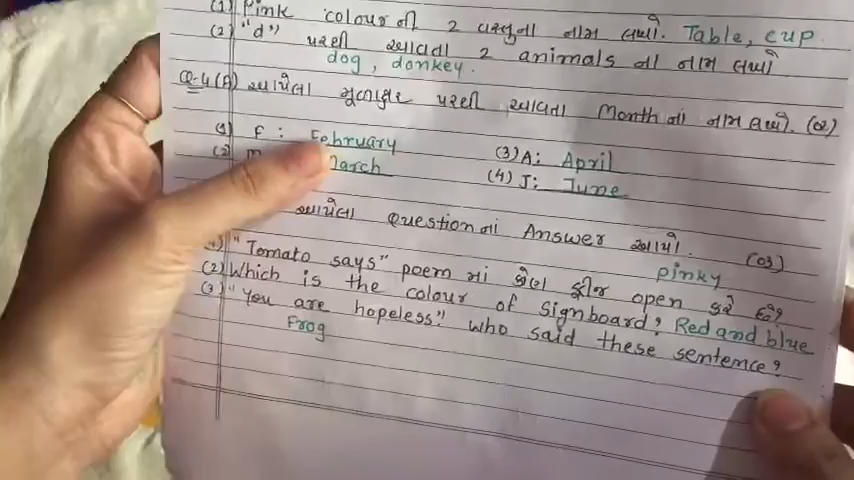 (1) Pink colour ની 2 વસ્તુના નામ લખો. Table, cup.
(2) "d" પરથી આવતા 2 animals ના નામ લખો
dog, donkey.
Q-4(A) આપેલા મૂળાક્ષર પરથી આવતા Month ના નામ લખો. (02)
(1) F : February
(3) A : April
(2) March
(4) J : June
આપેલા Question ના Answer આપો. (03)
pinky
(1) "Tomato says" poem માં કોણ ફ્રીજ open કરે છે?
(2) Which is the colour of signboard? Red and blue
(3) "You are hopeless." who said these sentence?
Frog